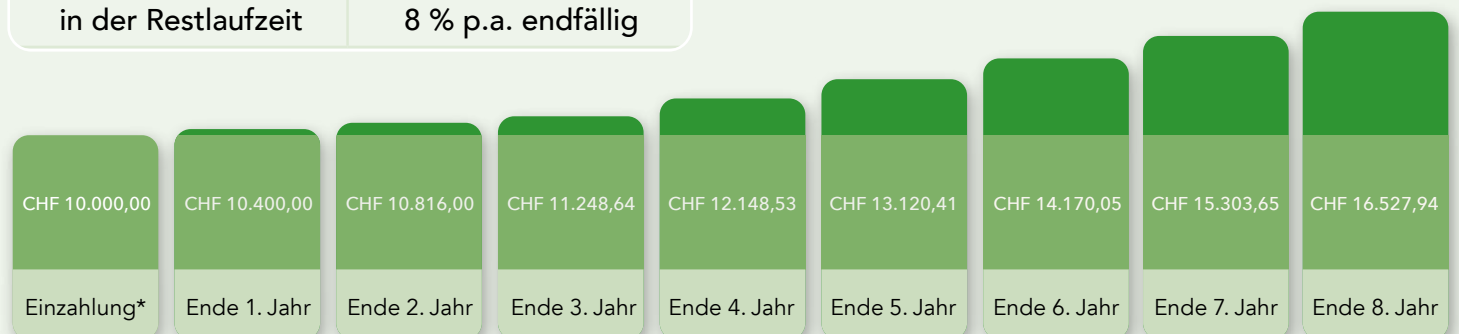 in der Restlaufzeit 8 % p.a. endfällig
CHF 10.000,00 CHF 10.400,00 CHF 10.816,00 CHF 11.248,64 CHF 12.148,53 CHF 13.120,41 CHF 14.170,05 CHF 15.303,65 CHF 16.527,94
Einzahlung* Ende 1. Jahr Ende 2. Jahr Ende 3. Jahr Ende 4. Jahr Ende 5. Jahr Ende 6. Jahr Ende 7. Jahr Ende 8. Jahr